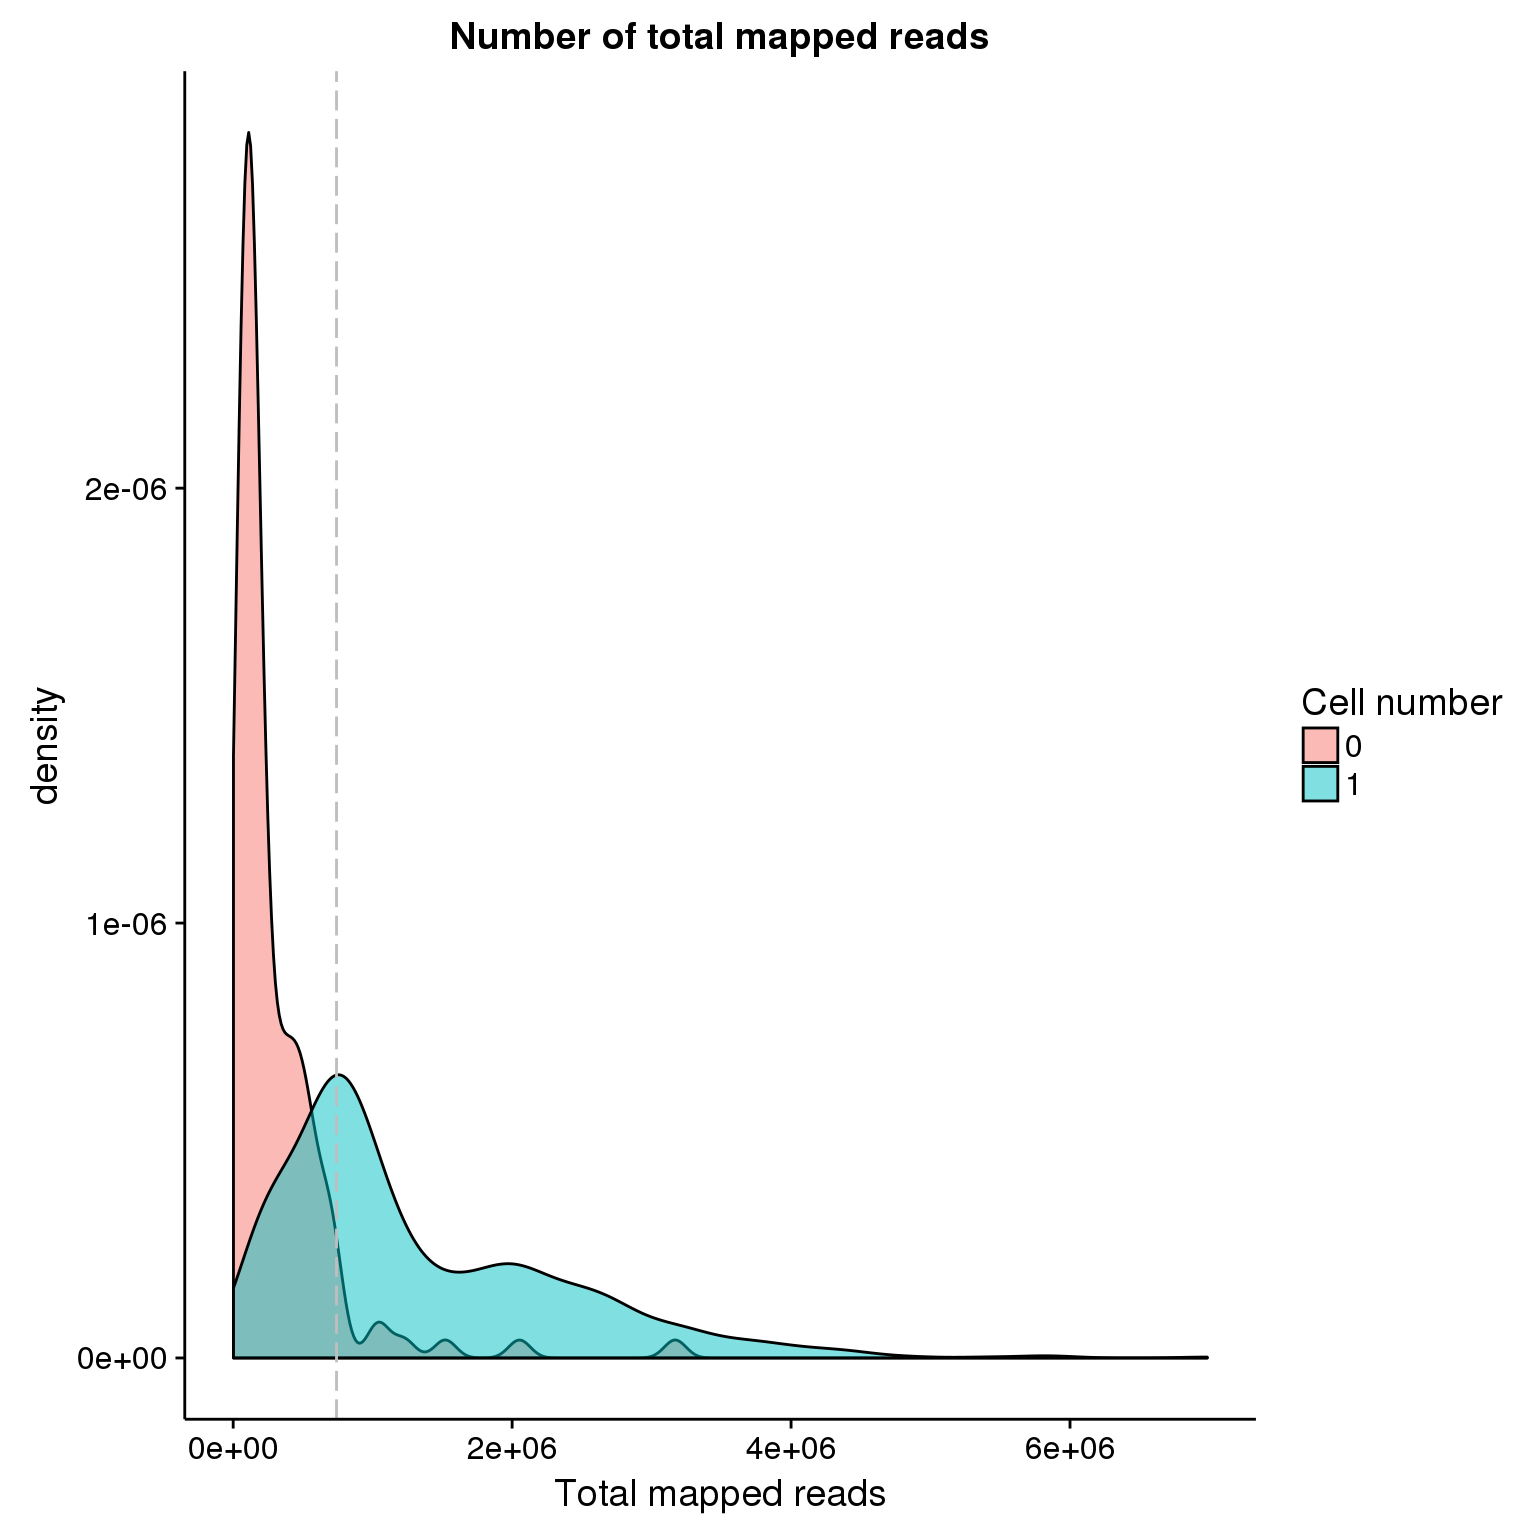 Number of total mapped reads
density
2e-06
1e-06
0e+00
0e+00 2e+06 4e+06 6e+06
Total mapped reads
Cell number
0
1